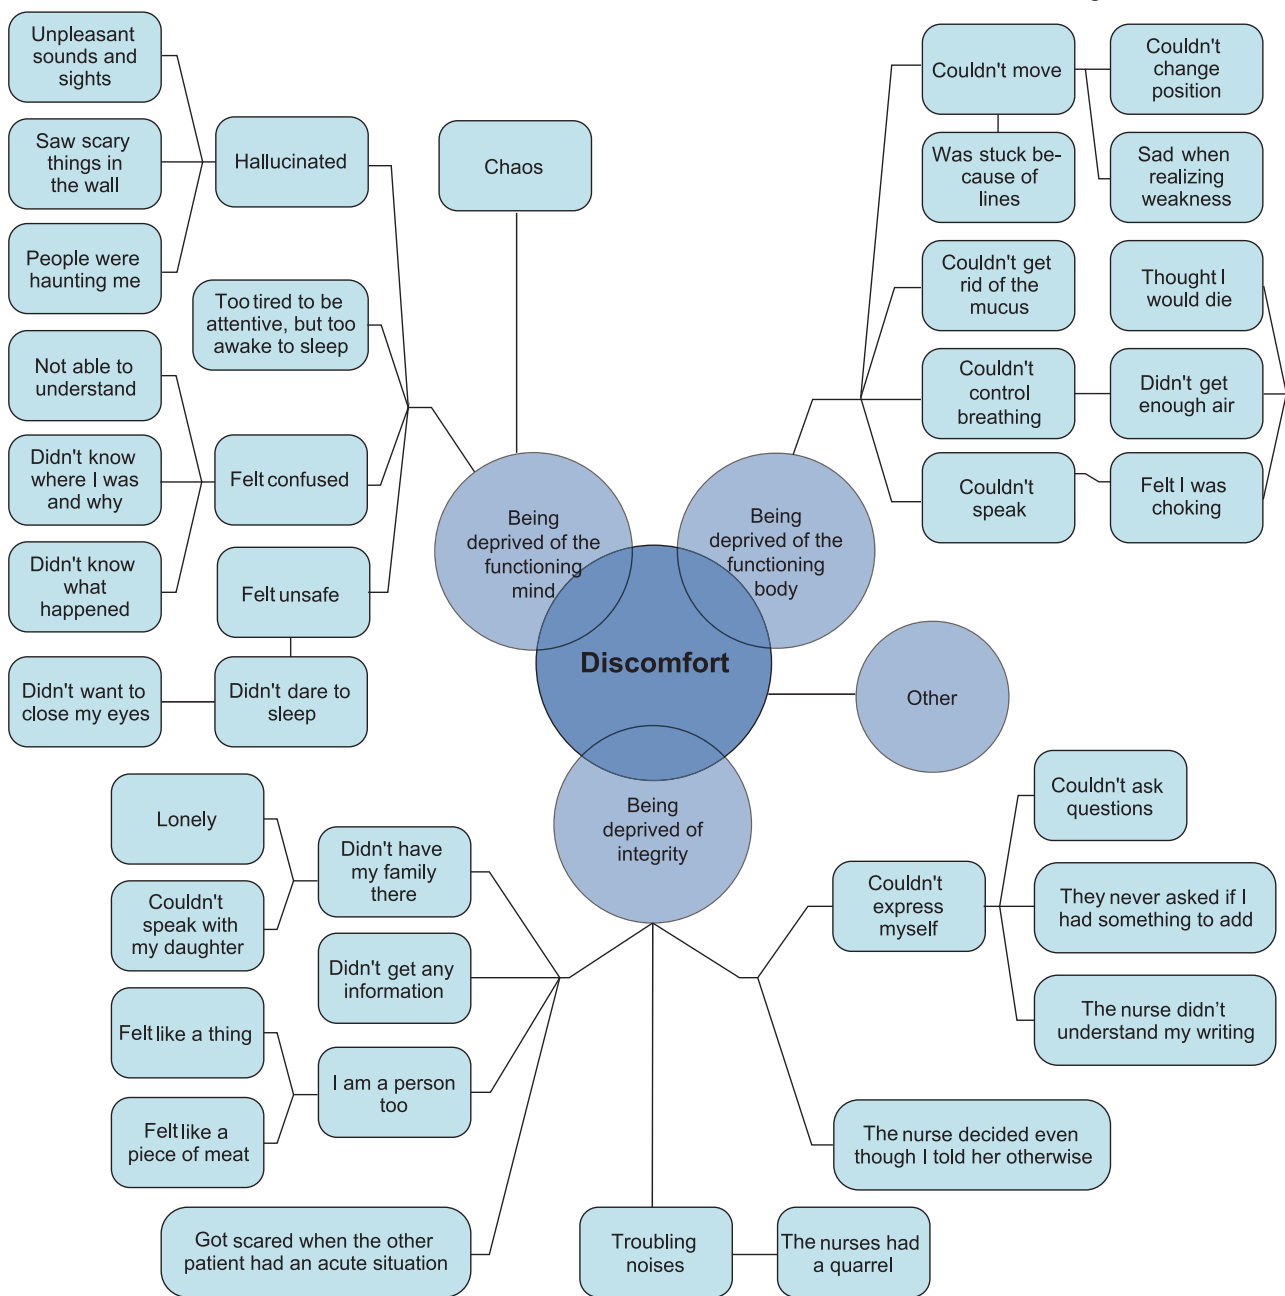 Unpleasant
sounds and
sights
Saw scary
things in
the wall
People were
haunting me
Hallucinated
Chaos
Too tired to be
attentive, but too
awake to sleep
Not able to
understand
Didn't know
where I was
and why
Didn't know
what
happened
Felt confused
Felt unsafe
Didn't want to
close my eyes
Didn't dare to
sleep
Couldn't move
Couldn't
change
position
Was stuck be-
cause of
lines
Sad when
realizing
weakness
Couldn't get
rid of the
mucus
Thought I
would die
Couldn't
control
breathing
Didn't get
enough air
Couldn't
speak
Felt I was
choking
Being
deprived of the
functioning
mind
Being
deprived of the
functioning
body
Discomfort
Other
Being
deprived of
integrity
Lonely
Couldn't
speak with
my daughter
Didn't have
my family
there
Didn't get any
information
Felt like a thing
Felt like a
piece of meat
I am a person
too
Got scared when the other
patient had an acute situation
Troubling
noises
The nurses had
a quarrel
Couldn't
express
myself
Couldn't ask
questions
They never asked if I
had something to add
The nurse didn’t
understand my writing
The nurse decided even
though I told her otherwise